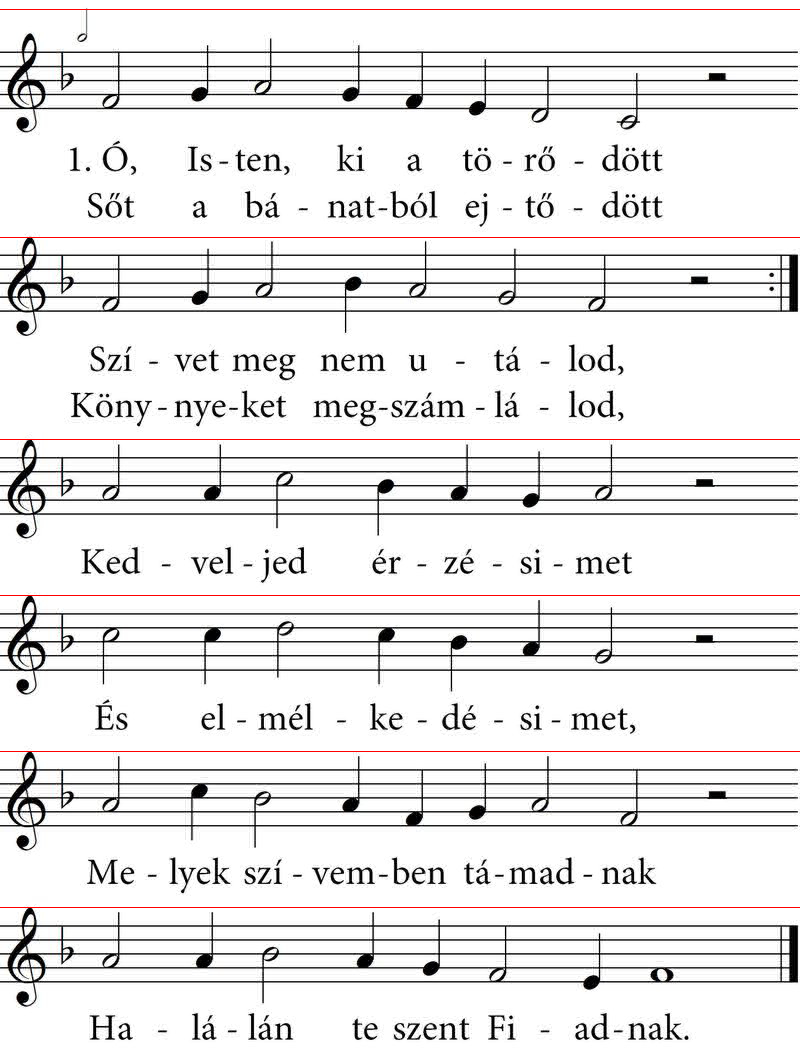 1. Ó, Is - ten, ki a tö - rő - dött
Sőt a bá - nat-ból ej - tő - dött
Szí - vet meg nem u - tá - lod,
Köny - nye-ket meg-szám - lá - lod,
Ked - vel - jed ér - zé - si - met
És el - mél - ke - dé - si - met,
Me - lyek szí - vem-ben tá-mad - nak
Ha - lá - lán te szent Fi - ad-nak.